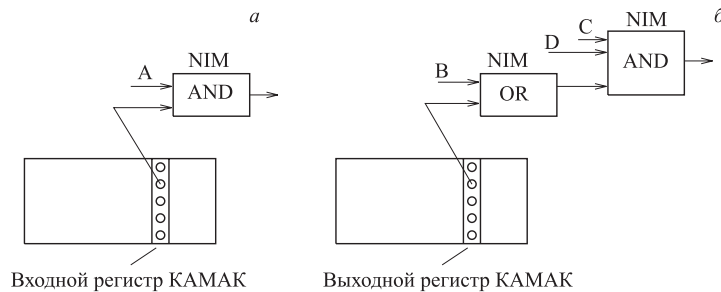 а
NIM
A
AND
Входной регистр КАМАК
б
NIM
C
D
AND
NIM
B
OR
Выходной регистр КАМАК